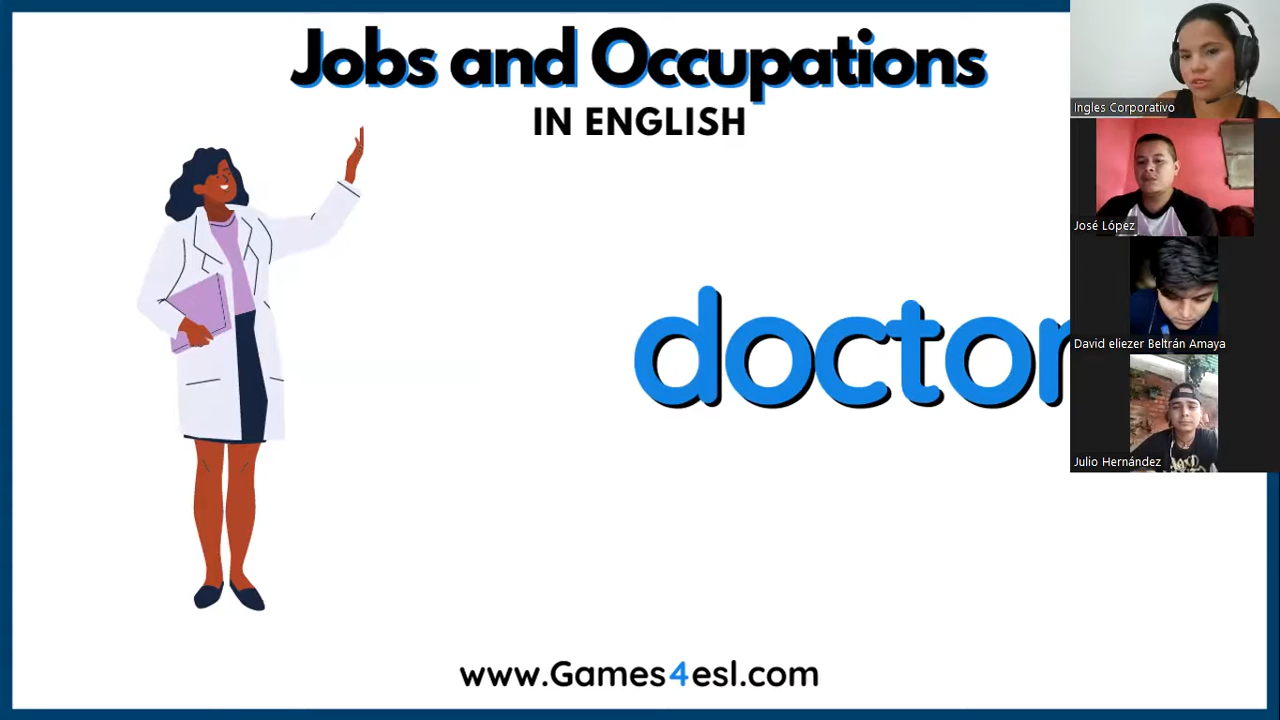 Jobs and Occupations
IN ENGLISH
doctor
www.Games4esl.com
Ingles Corporativo
José López
David eliezer Beltrán Amaya
Julio Hernández